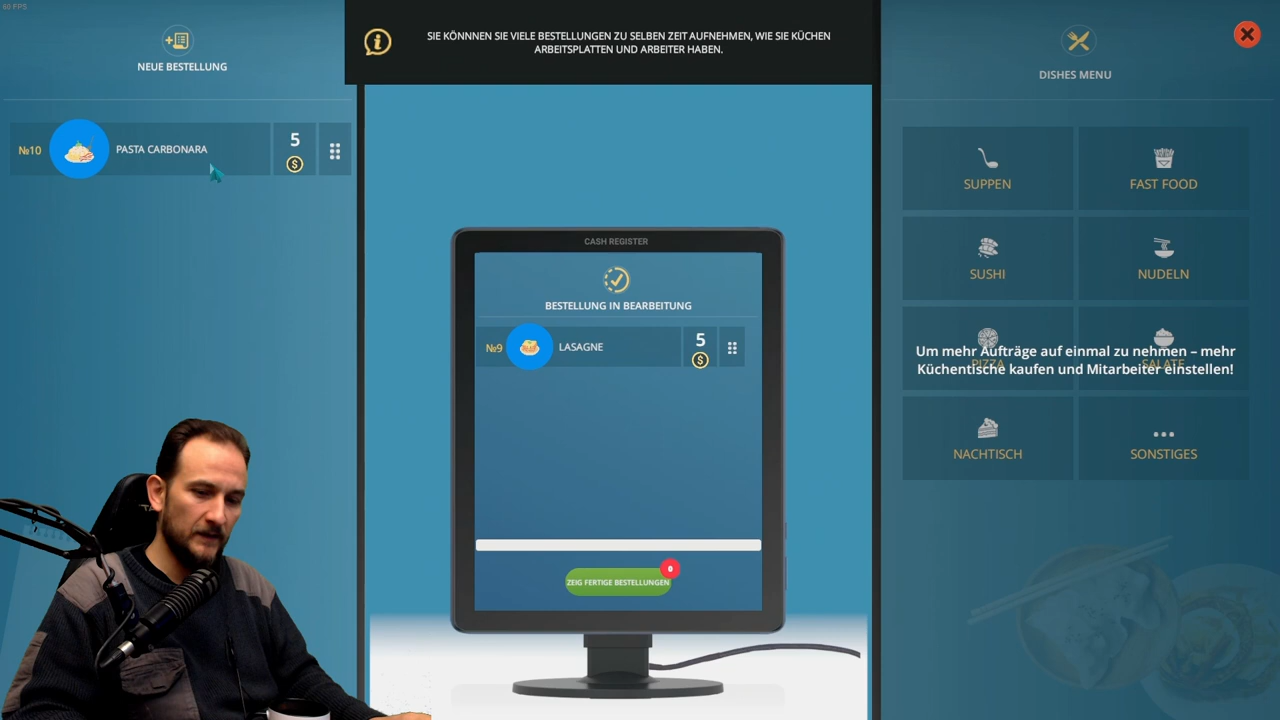 60 FPS
NEUE BESTELLUNG
№10
PASTA CARBONARA
5
SIE KÖNNNEN SIE VIELE BESTELLUNGEN ZU SELBEN ZEIT AUFNEHMEN, WIE SIE KÜCHEN
ARBEITSPLATTEN UND ARBEITER HABEN.
CASH REGISTER
BESTELLUNG IN BEARBEITUNG
№9
LASAGNE
5
ZEIG FERTIGE BESTELLUNGEN
0
DISHES MENU
SUPPEN
FAST FOOD
SUSHI
NUDELN
PIZZA
SALATE
Um mehr Aufträge auf einmal zu nehmen – mehr
Küchentische kaufen und Mitarbeiter einstellen!
NACHTISCH
SONSTIGES